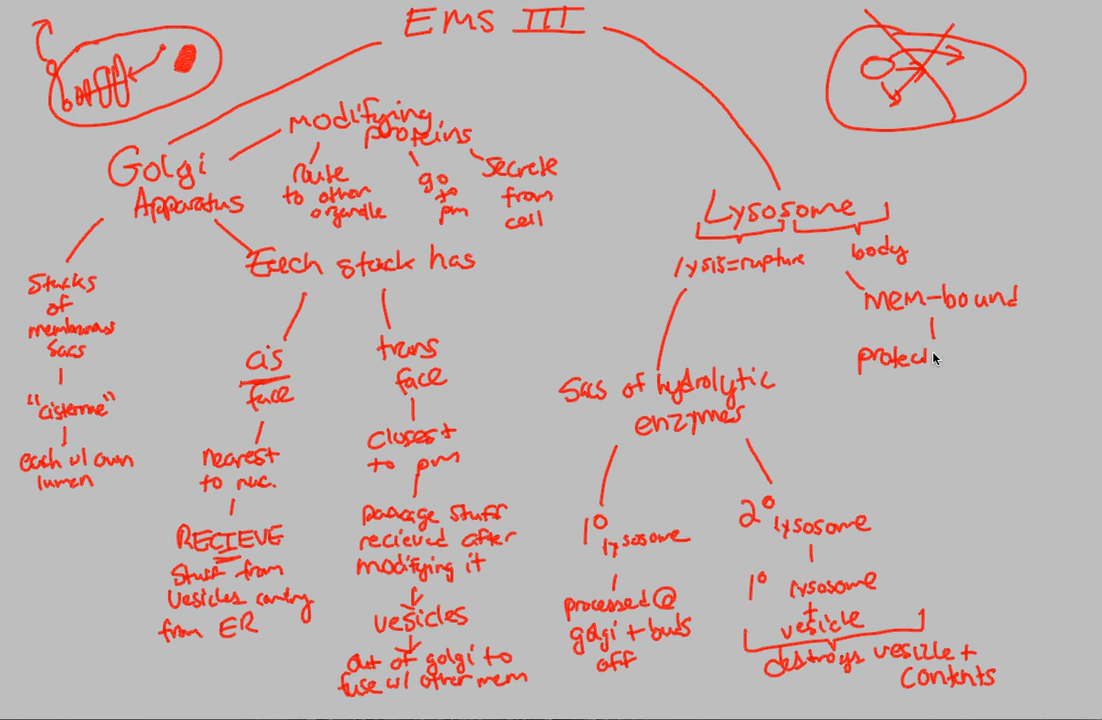 EMS III
Golgi
Apparatus
modifying
proteins
route
to other
organelle
go
to
pm
secrete
from
cell
Stacks
of
membranous
sacs
"cisternae"
each w/ own
lumen
Each stack has
cis
face
nearest
to nuc.
RECIEVE
stuff from
vesicles coming
from ER
trans
face
closest
to pm
package stuff
recieved after
modifying it
vesicles
out of golgi to
fuse w/ other mem
Lysosome
lysis=rupture
body
mem-bound
protect
Sacs of hydrolytic
enzymes
1° lysosome
processed @
golgi + buds
off
2° lysosome
1° lysosome
+
vesicle
destroys vesicle +
contents